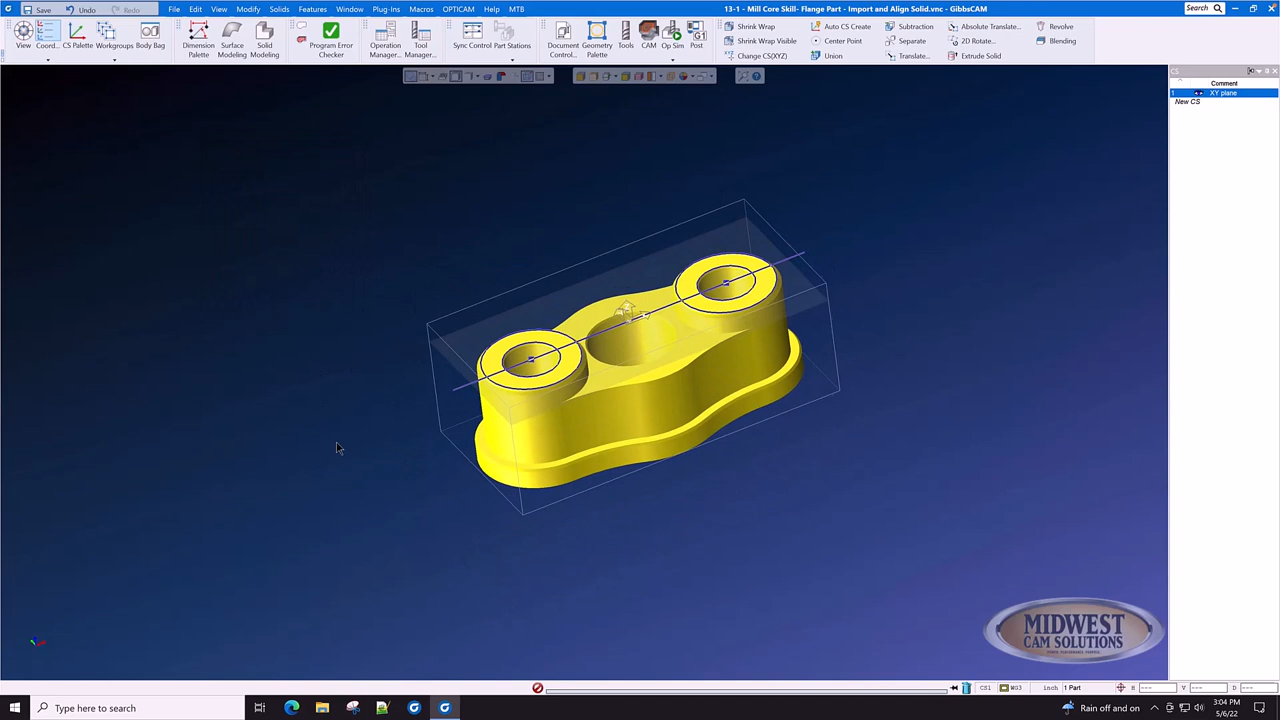 File Edit View Modify Solids Features Window Plug-Ins Macros OPTICAM Help MTB
Save Undo Redo
13-1 - Mill Core Skill- Flange Part - Import and Align Solid.vnc - GibbsCAM
Search
View Coord... CS Palette Workgroups Body Bag
Dimension Palette Surface Modeling Solid Modeling
Program Error Checker
Operation Manager... Tool Manager...
Sync Control Part Stations
Document Control... Geometry Palette Tools CAM Op Sim Post
Shrink Wrap Auto CS Create Subtraction Absolute Translate... Revolve
Shrink Wrap Visible Center Point Separate 2D Rotate... Blending
Change CS(XYZ) Union Translate... Extrude Solid
CS
Comment
1 XY plane
New CS
MIDWEST
CAM SOLUTIONS
CS1 WG3 inch 1 Part H --- V --- D ---
Type here to search
Rain off and on
3:04 PM
5/6/22